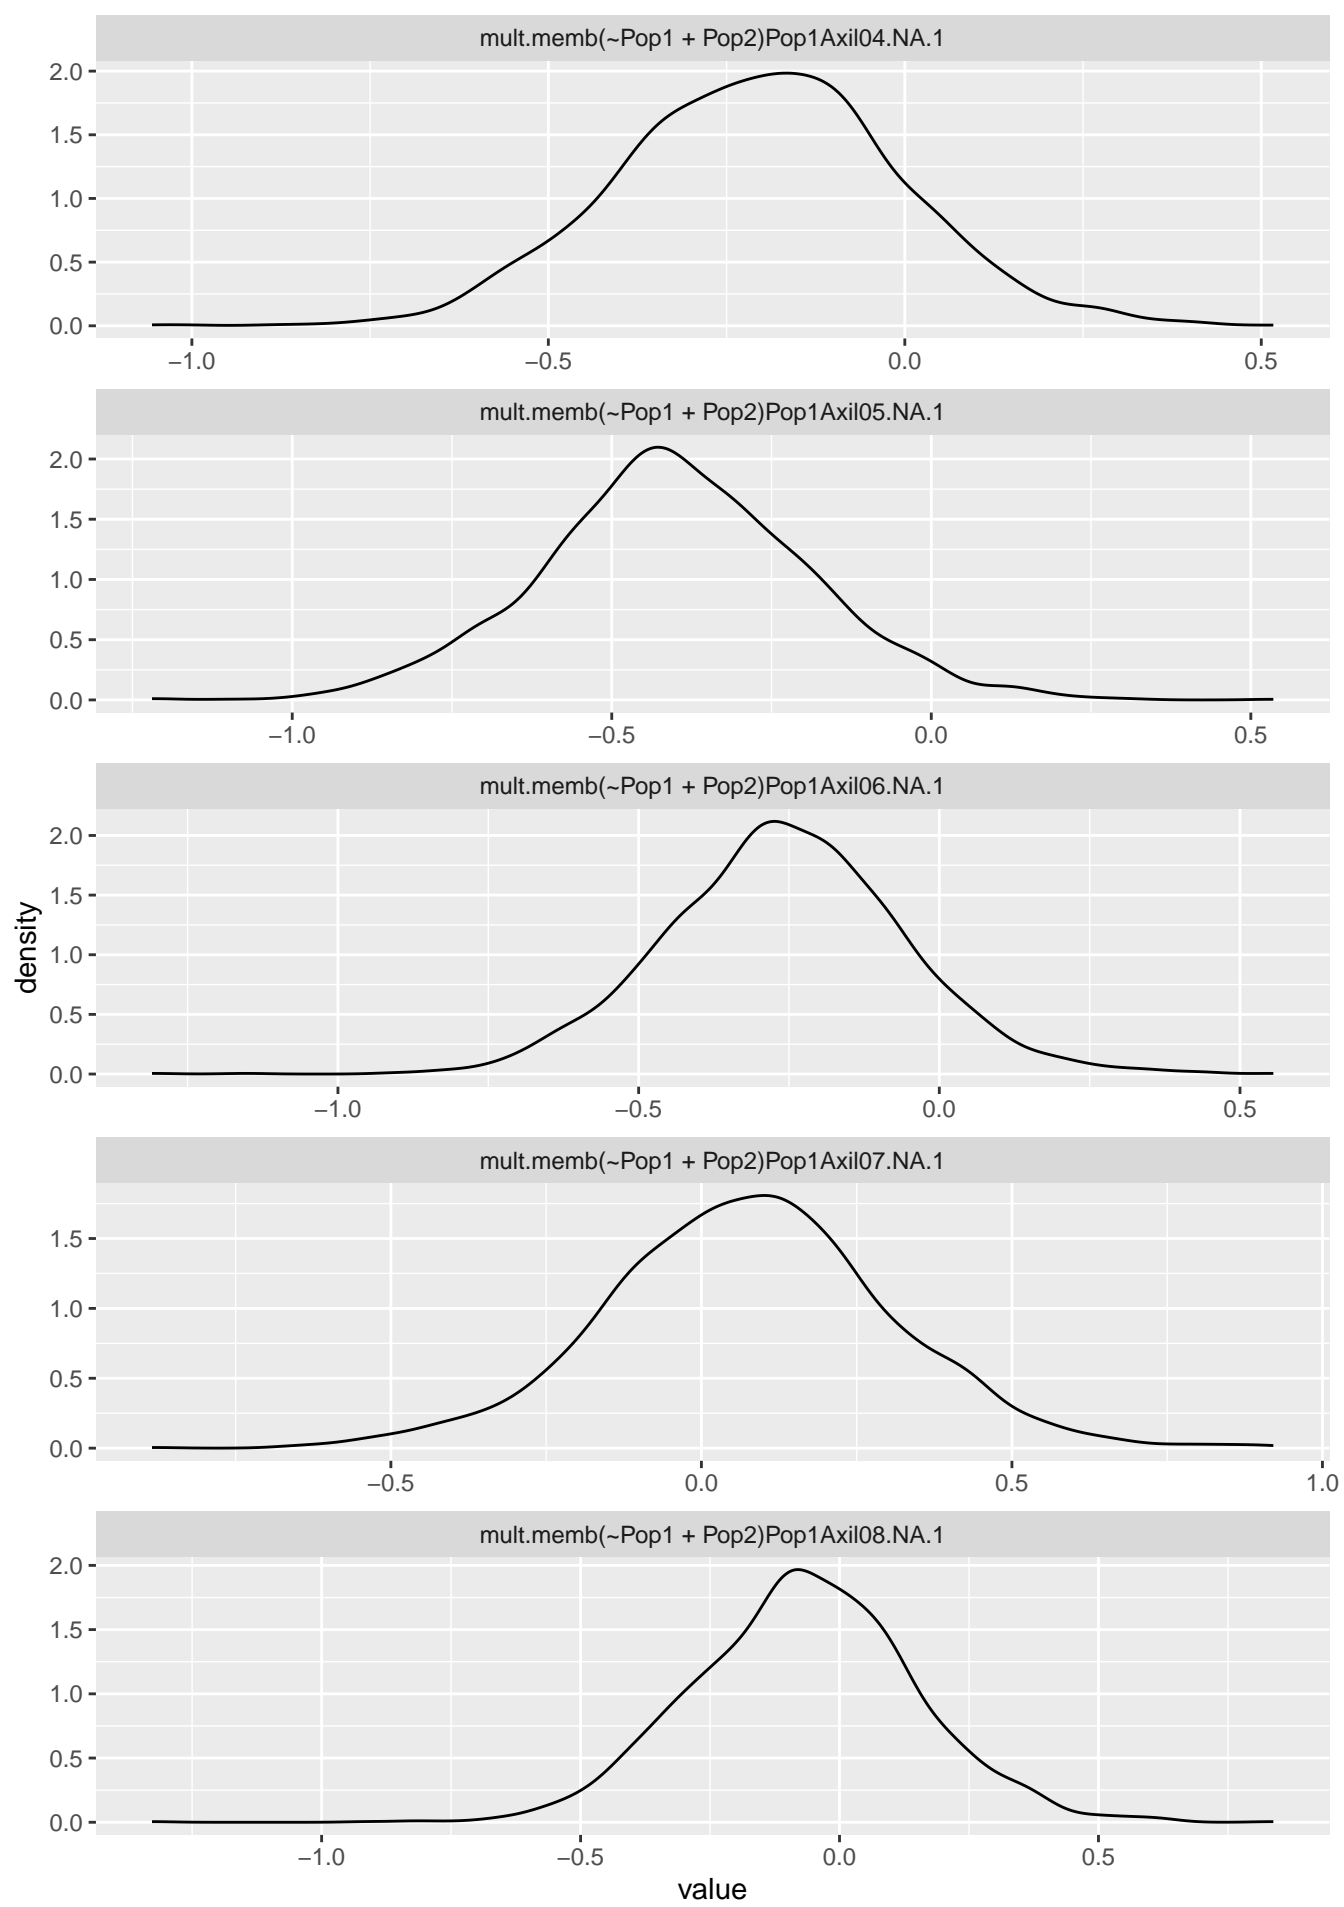 mult.memb(~Pop1 + Pop2)Pop1Axil04.NA.1
2.0
1.5
1.0
0.5
0.0
−1.0 −0.5 0.0 0.5
mult.memb(~Pop1 + Pop2)Pop1Axil05.NA.1
2.0
1.5
1.0
0.5
0.0
−1.0 −0.5 0.0 0.5
mult.memb(~Pop1 + Pop2)Pop1Axil06.NA.1
2.0
1.5
1.0
0.5
0.0
−1.0 −0.5 0.0 0.5
density
mult.memb(~Pop1 + Pop2)Pop1Axil07.NA.1
1.5
1.0
0.5
0.0
−0.5 0.0 0.5 1.0
mult.memb(~Pop1 + Pop2)Pop1Axil08.NA.1
2.0
1.5
1.0
0.5
0.0
−1.0 −0.5 0.0 0.5
value